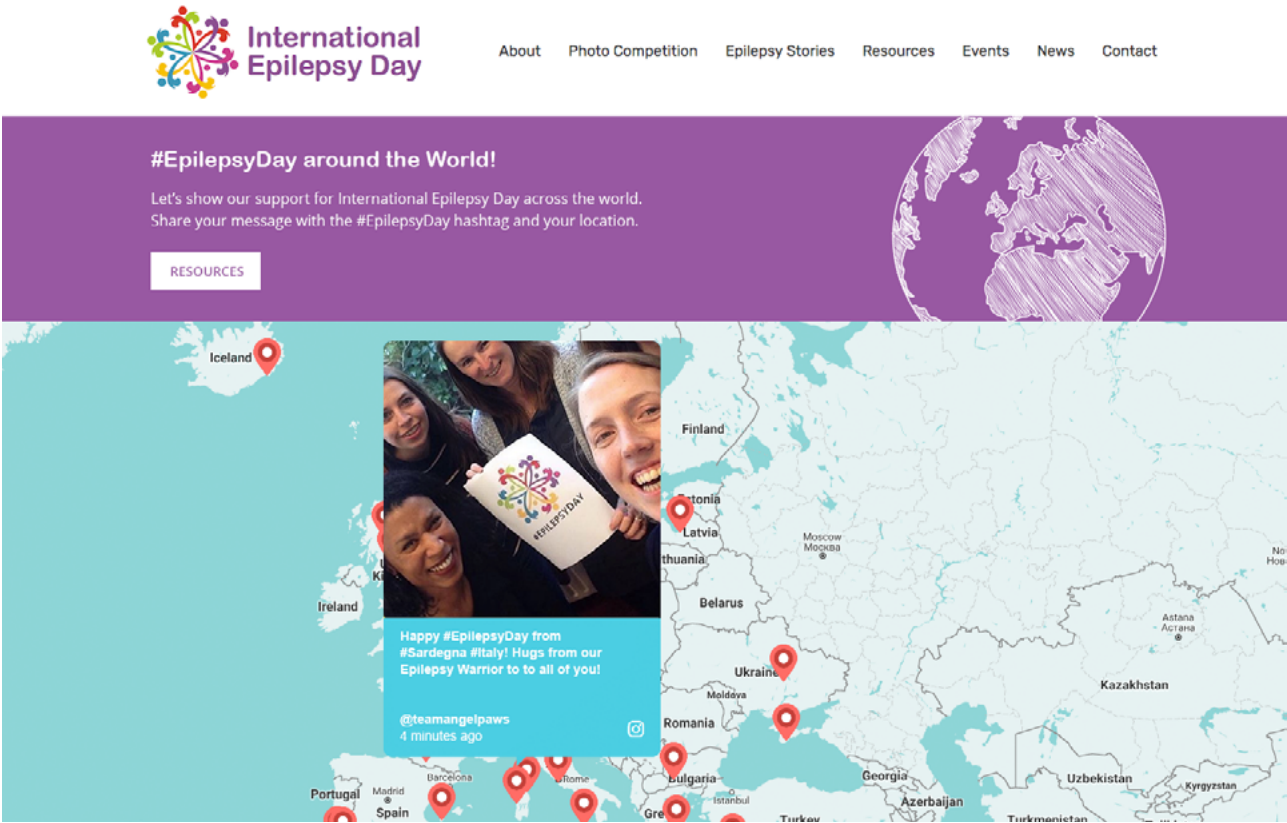 International
Epilepsy Day
About
Photo Competition
Epilepsy Stories
Resources
Events
News
Contact
#EpilepsyDay around the World!
Let's show our support for International Epilepsy Day across the world.
Share your message with the #EpilepsyDay hashtag and your location.
RESOURCES
Iceland
Finland
#EPILEPSYDAY
Latvia
Moscow
Москва
Ireland
Belarus
Astana
Астана
Happy #EpilepsyDay from
#Sardegna #Italy! Hugs from our
Epilepsy Warrior to to all of you!
Ukraine
Kazakhstan
Moldova
Romania
@teamangelpaws
4 minutes ago
Barcelona
Rome
Bulgaria
Georgia
Uzbekistan
Kyrgyzstan
Portugal
Madrid
Spain
Istanbul
Azerbaijan
Turkey
Turkmenistan